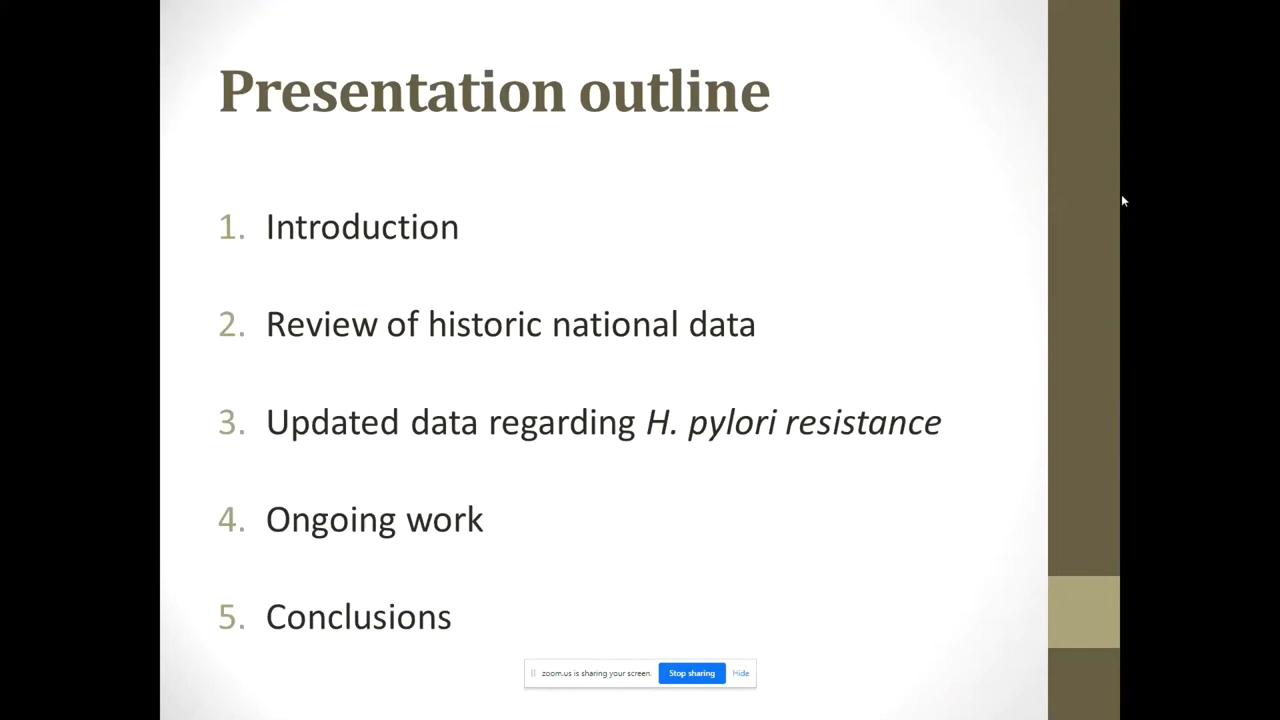 Presentation outline
1. Introduction
2. Review of historic national data
3. Updated data regarding H. pylori resistance
4. Ongoing work
5. Conclusions
zoom.us is sharing your screen. Stop sharing Hide